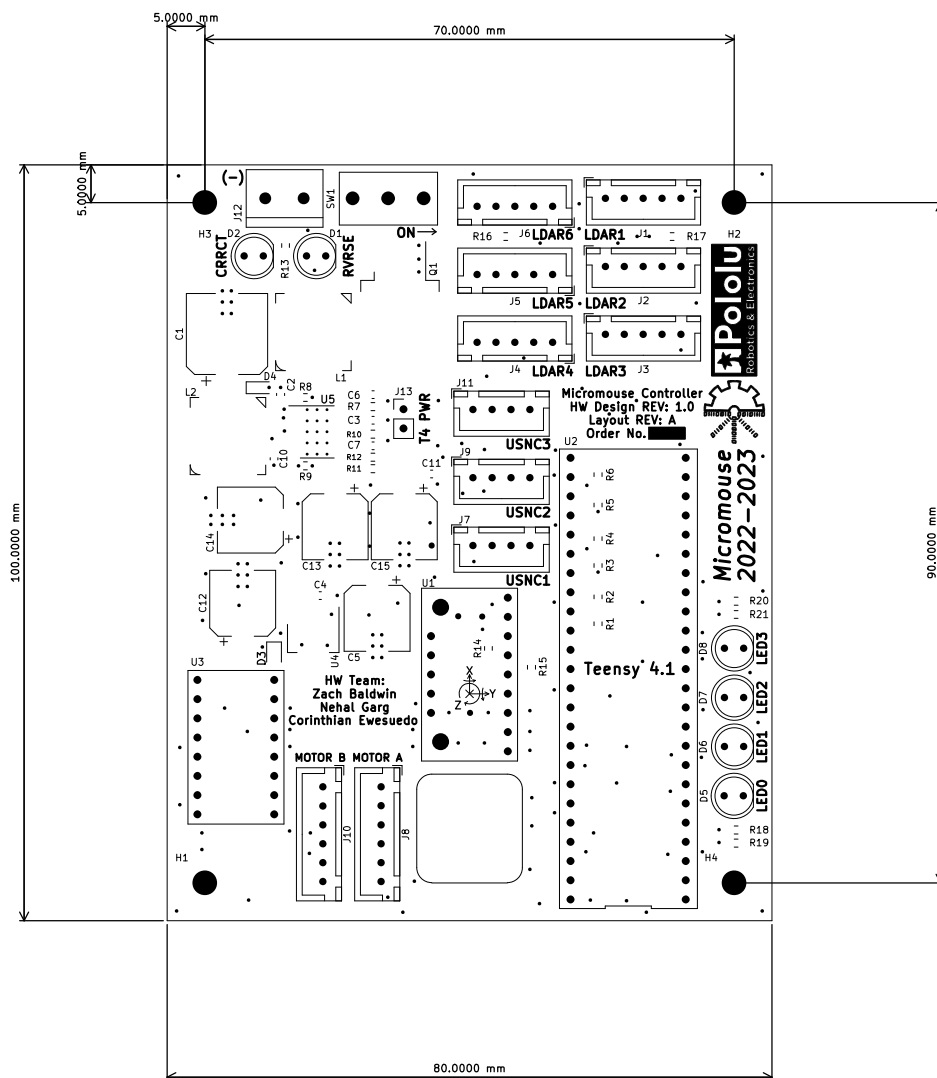 5.0000 mm
70.0000 mm
5.0000 mm
100.0000 mm
90.0000 mm
80.0000 mm
(-)
J12
SW1
ON
H3
D2
D1
CRRCT
R13
RVRSE
Q1
J6
LDAR6
LDAR1
J1
R16
R17
H2
J5
LDAR5
LDAR2
J2
J4
LDAR4
LDAR3
J3
Pololu
Robotics & Electronics
C1
L1
L2
D4
C2
R8
U5
C6
R7
C3
R10
C7
R12
R11
C10
R9
J13
T4 PWR
C11
J11
USNC3
J9
USNC2
J7
USNC1
Micromouse Controller
HW Design REV: 1.0
Layout REV: A
Order No.
U2
Micromouse
2022-2023
C14
C13
C15
C12
C4
C5
U4
D3
U1
R14
R15
X
Y
Z
R6
R5
R4
R3
R2
R1
Teensy 4.1
R20
R21
D8
LED3
D7
LED2
D6
LED1
D5
LED0
R18
R19
U3
HW Team:
Zach Baldwin
Nehal Garg
Corinthian Ewesuedo
MOTOR B
MOTOR A
J10
J8
H1
H4